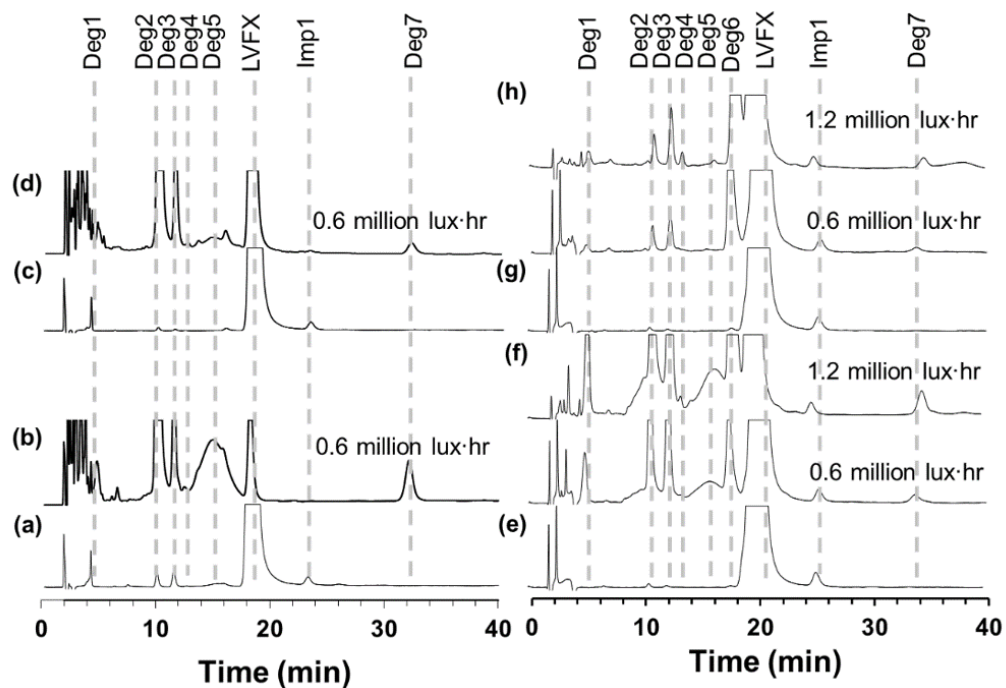 Deg1
Deg2
Deg3
Deg4
Deg5
LVFX
Imp1
Deg7
(d)
0.6 million lux·hr
(c)
(b)
0.6 million lux·hr
(a)
0 10 20 30 40
Time (min)
Deg1
Deg2
Deg3
Deg4
Deg5
Deg6
LVFX
Imp1
Deg7
(h)
1.2 million lux·hr
0.6 million lux·hr
(g)
(f)
1.2 million lux·hr
0.6 million lux·hr
(e)
0 10 20 30 40
Time (min)